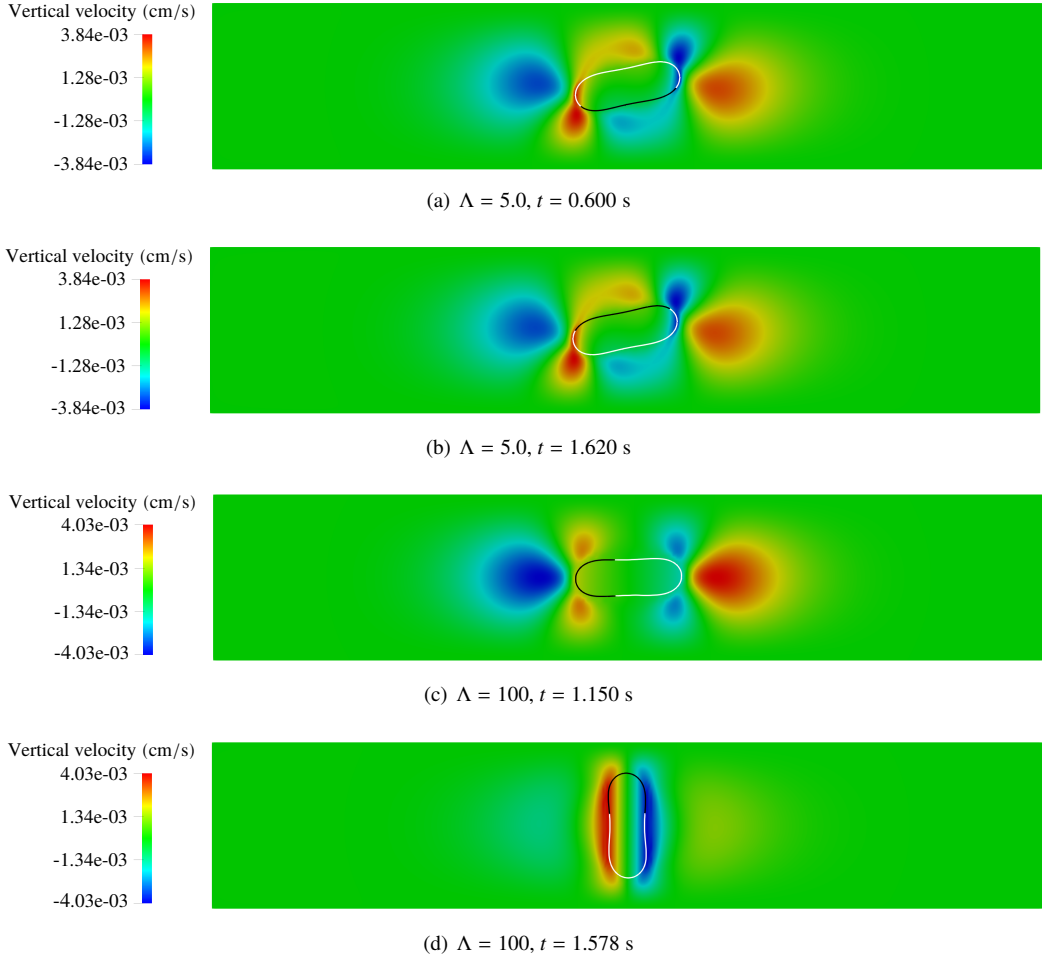 Vertical velocity (cm/s)
3.84e-03
1.28e-03
-1.28e-03
-3.84e-03
(a) Λ = 5.0, t = 0.600 s
Vertical velocity (cm/s)
3.84e-03
1.28e-03
-1.28e-03
-3.84e-03
(b) Λ = 5.0, t = 1.620 s
Vertical velocity (cm/s)
4.03e-03
1.34e-03
-1.34e-03
-4.03e-03
(c) Λ = 100, t = 1.150 s
Vertical velocity (cm/s)
4.03e-03
1.34e-03
-1.34e-03
-4.03e-03
(d) Λ = 100, t = 1.578 s